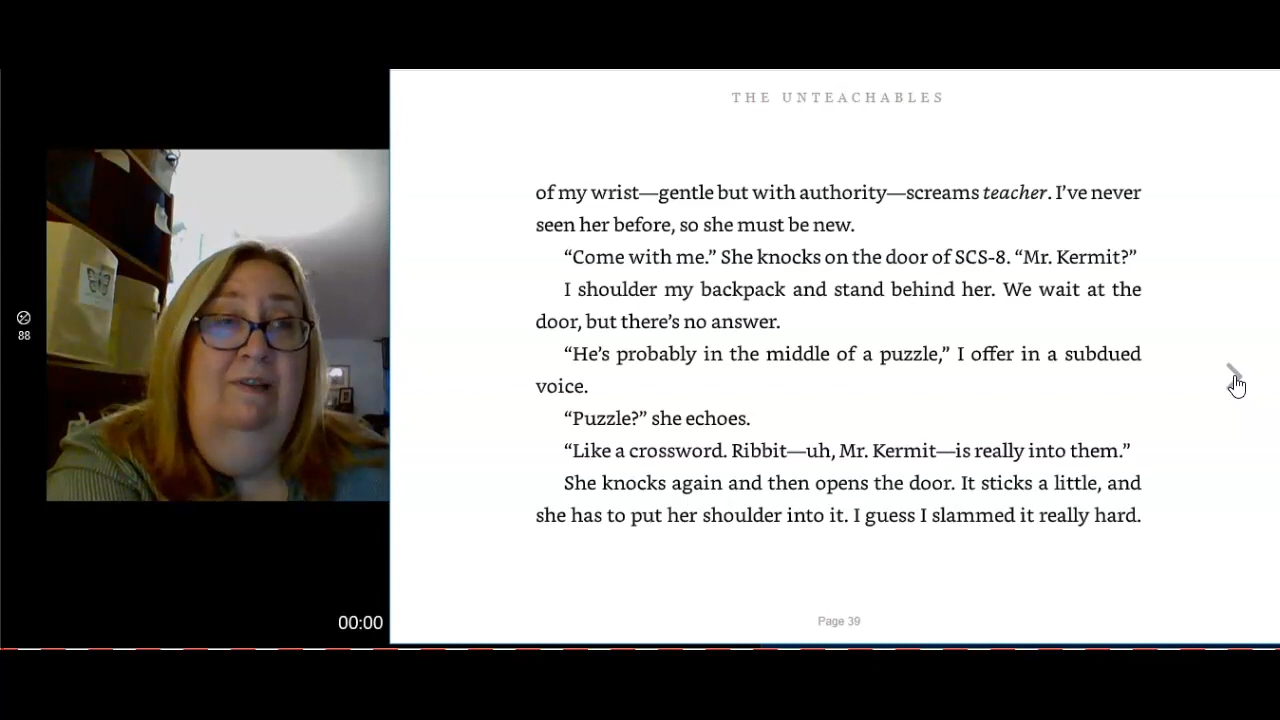 THE UNTEACHABLES
of my wrist—gentle but with authority—screams teacher. I’ve never
seen her before, so she must be new.
“Come with me.” She knocks on the door of SCS-8. “Mr. Kermit?”
I shoulder my backpack and stand behind her. We wait at the
door, but there’s no answer.
“He’s probably in the middle of a puzzle,” I offer in a subdued
voice.
“Puzzle?” she echoes.
“Like a crossword. Ribbit—uh, Mr. Kermit—is really into them.”
She knocks again and then opens the door. It sticks a little, and
she has to put her shoulder into it. I guess I slammed it really hard.
Page 39
88
00:00